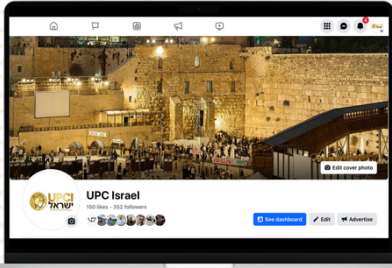 Edit cover photo
UPCI
ישראל
UPC Israel
150 likes • 352 followers
See dashboard
Edit
Advertise